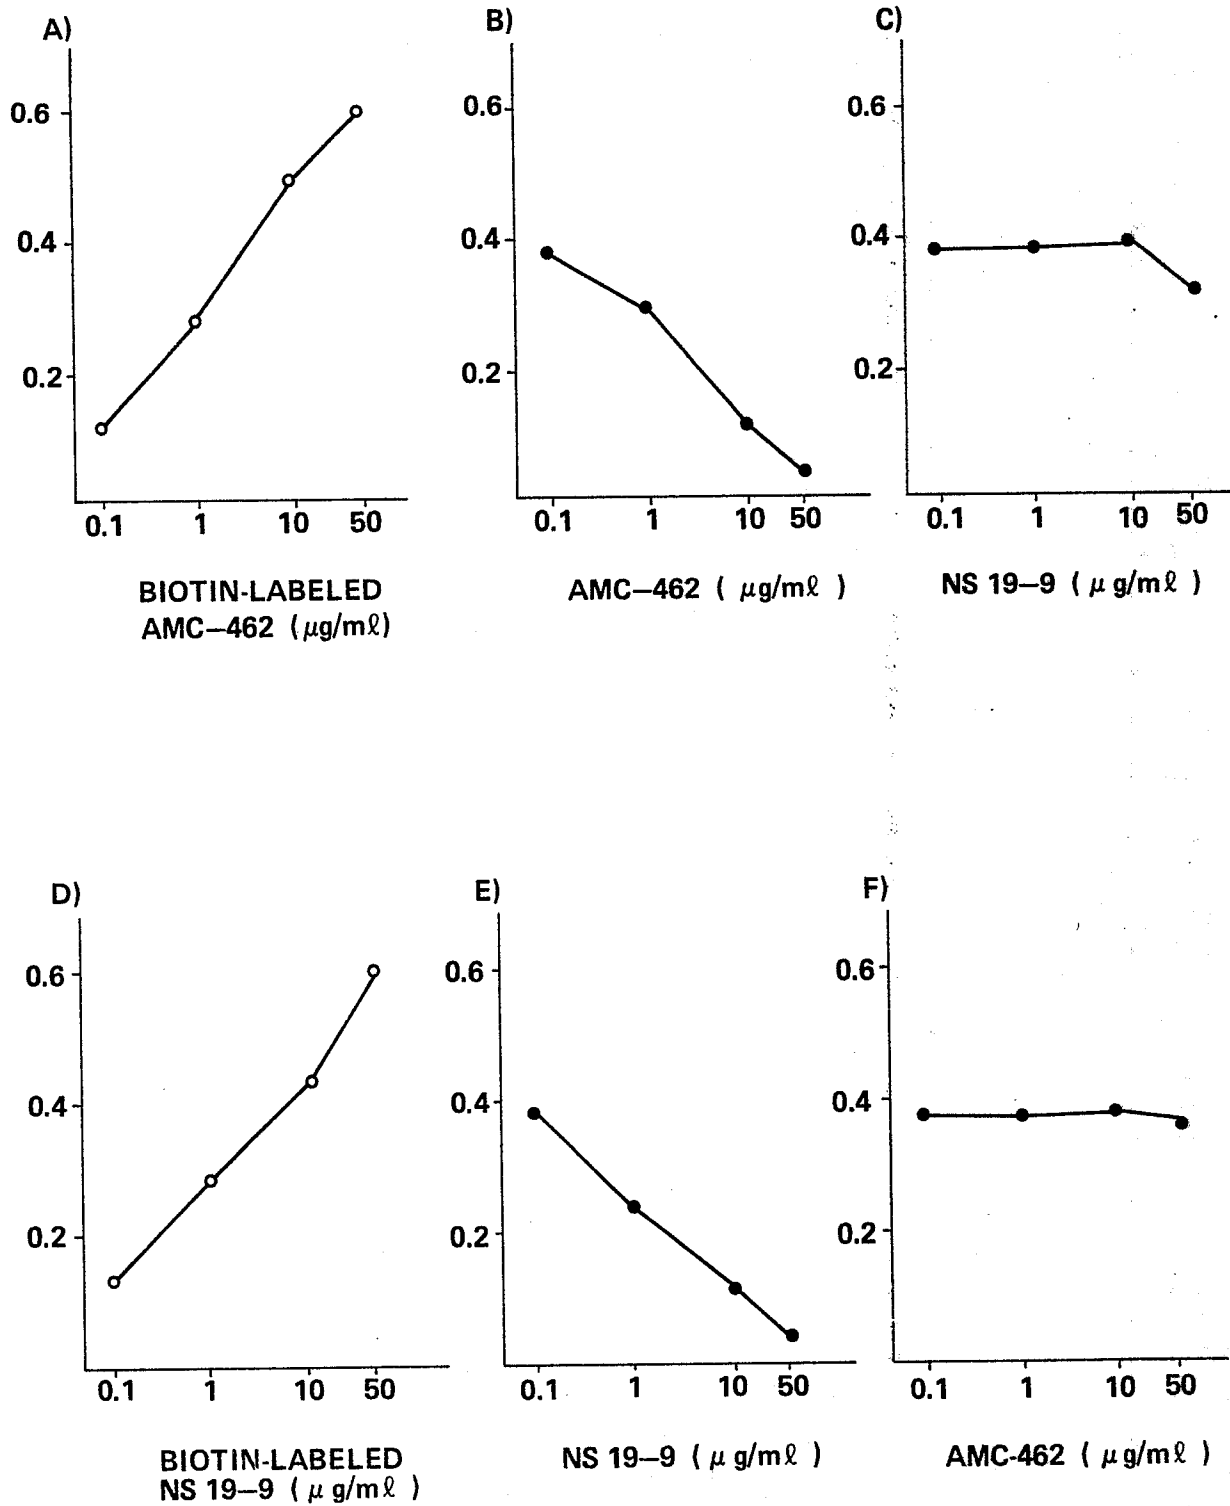 A)
0.6
0.4
0.2
0.1 1 10 50
BIOTIN-LABELED
AMC–462 (μg/mℓ)
B)
0.6
0.4
0.2
0.1 1 10 50
AMC–462 ( μg/mℓ )
C)
0.6
0.4
0.2
0.1 1 10 50
NS 19–9 ( μ g/mℓ )
D)
0.6
0.4
0.2
0.1 1 10 50
BIOTIN-LABELED
NS 19–9 ( μ g/mℓ )
E)
0.6
0.4
0.2
0.1 1 10 50
NS 19–9 ( μ g/mℓ )
F)
0.6
0.4
0.2
0.1 1 10 50
AMC-462 ( μ g/mℓ )